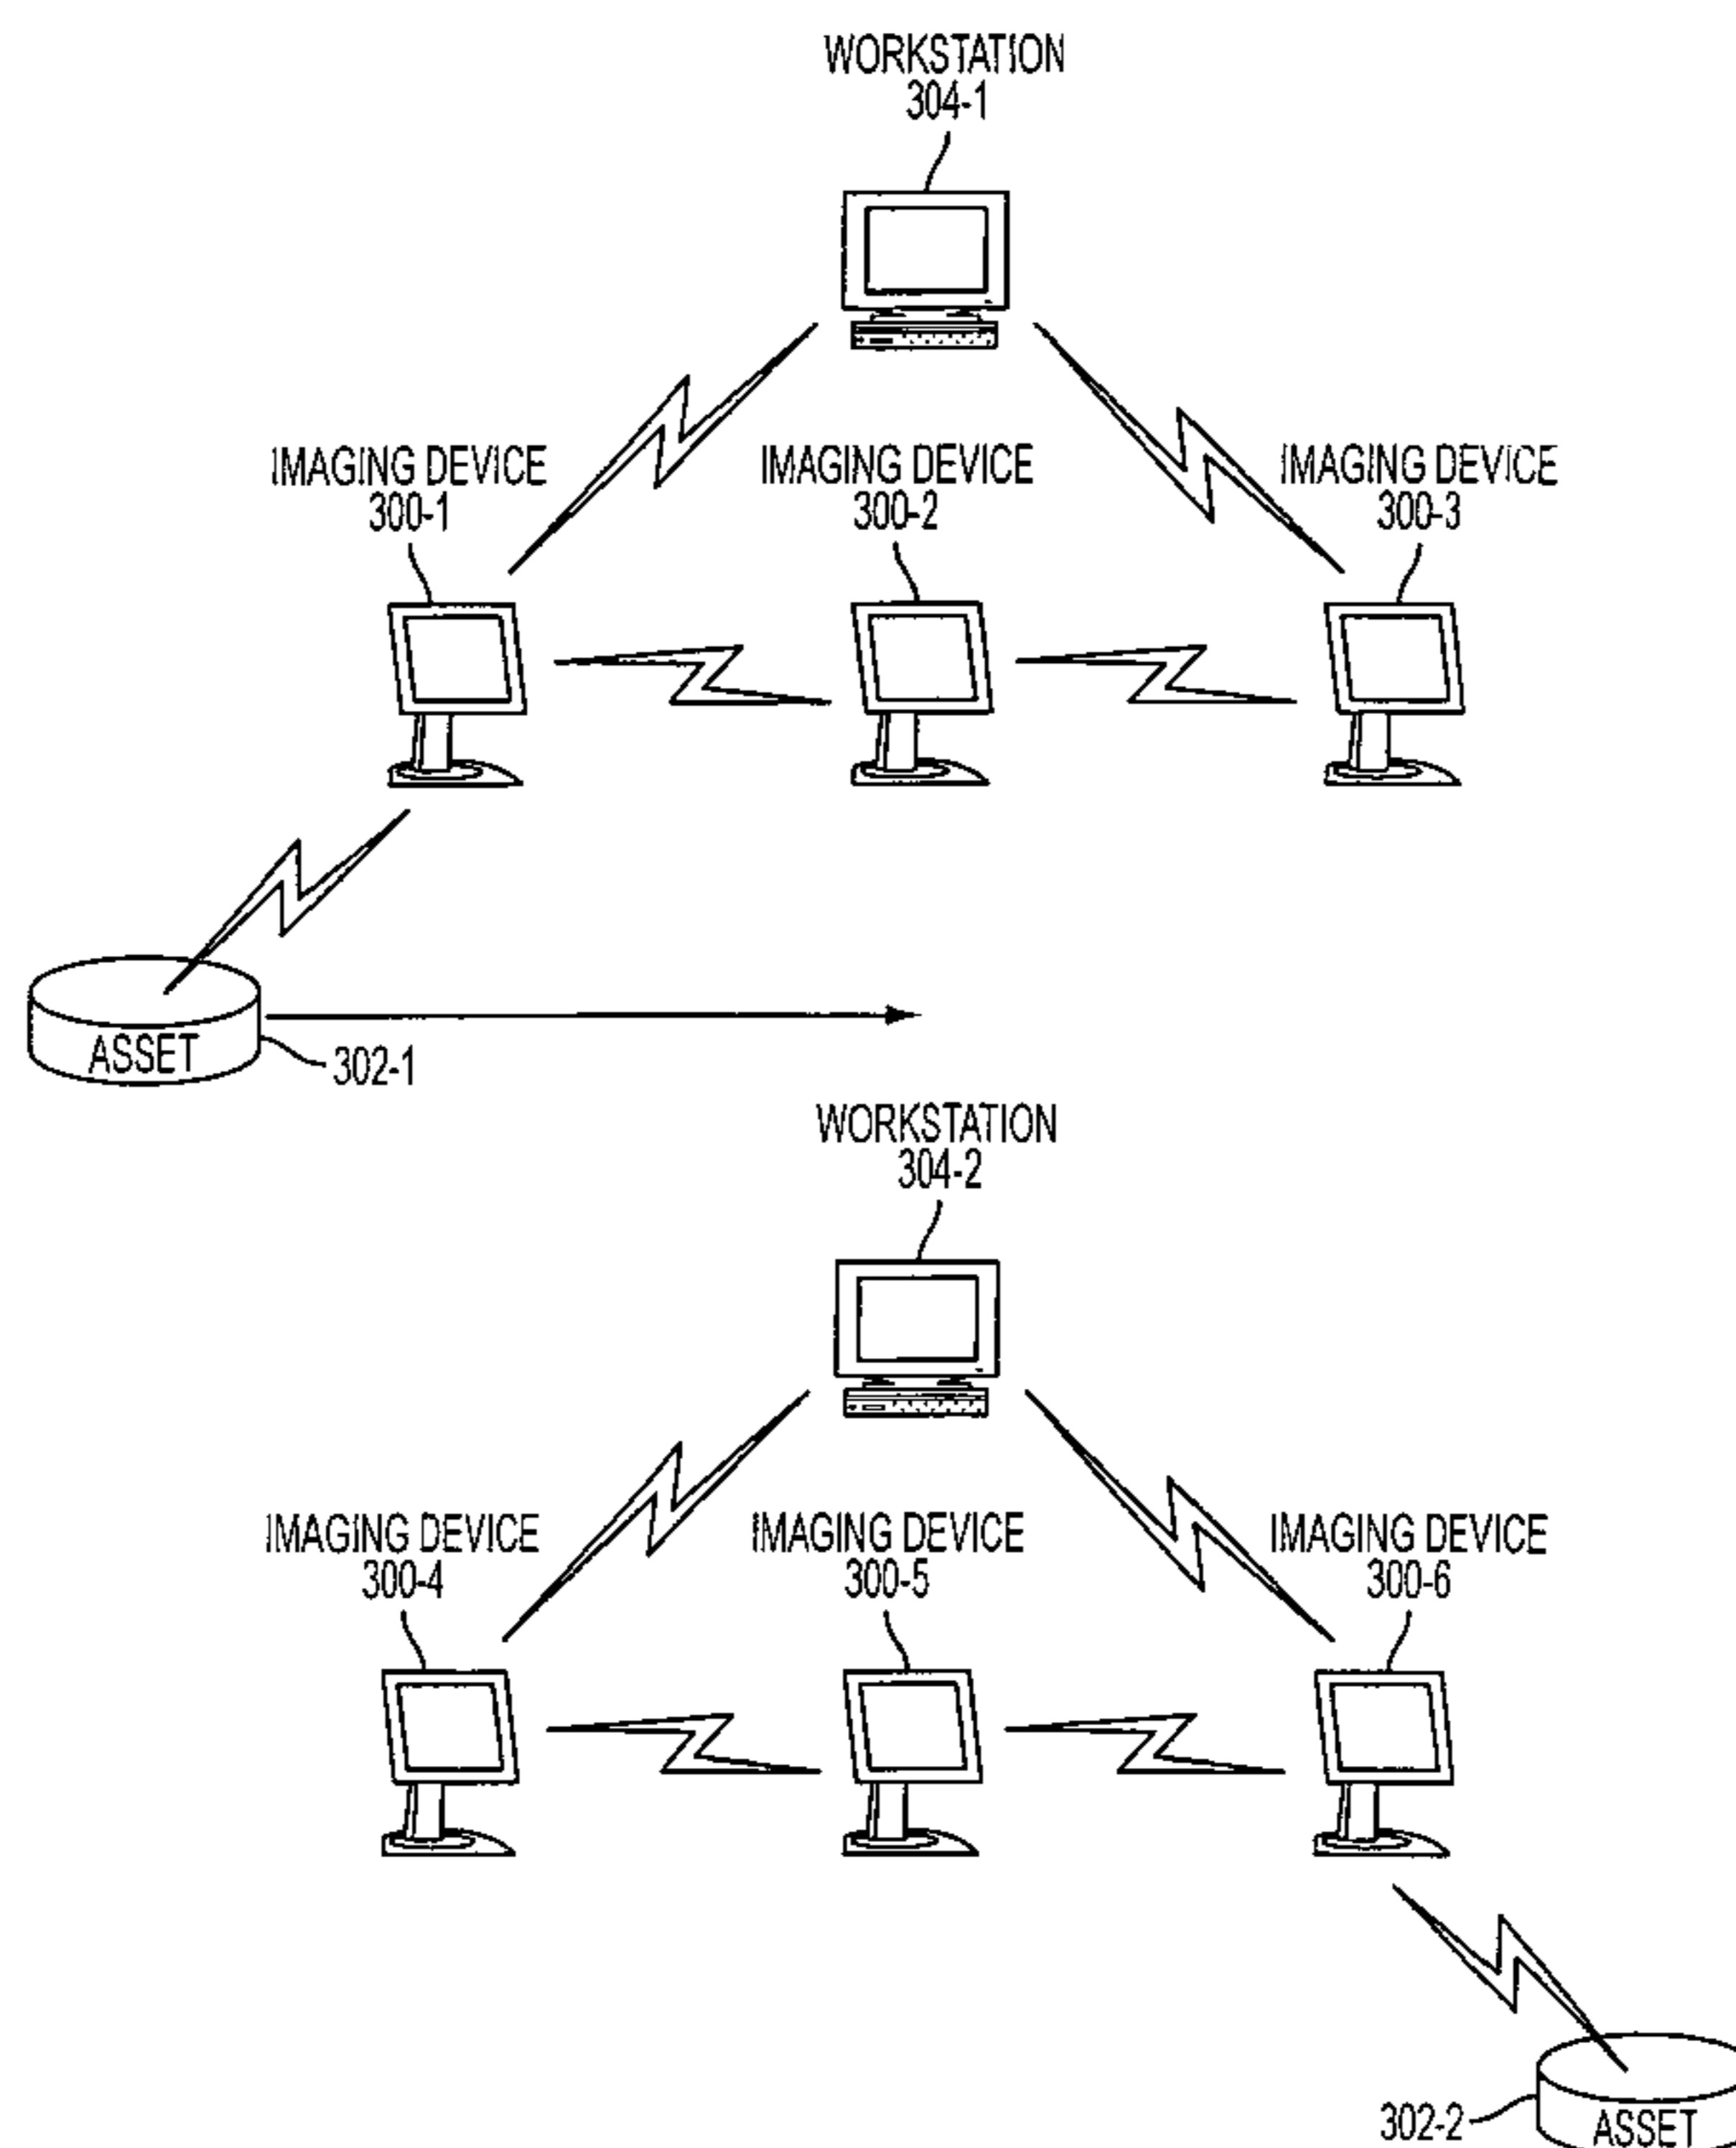 WORKSTATION
304-1
IMAGING DEVICE
300-1
IMAGING DEVICE
300-2
IMAGING DEVICE
300-3
ASSET
302-1
WORKSTATION
304-2
IMAGING DEVICE
300-4
IMAGING DEVICE
300-5
IMAGING DEVICE
300-6
302-2
ASSET